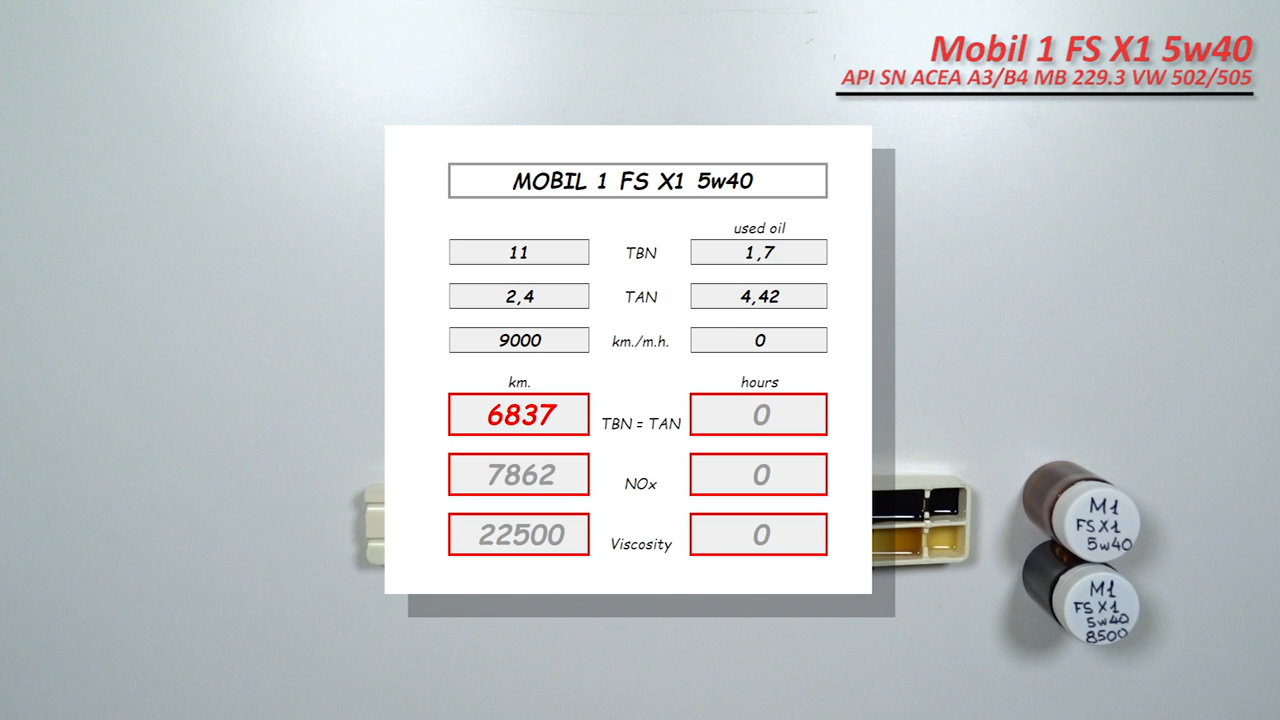 Mobil 1 FS X1 5w40
API SN ACEA A3/B4 MB 229.3 VW 502/505
MOBIL 1 FS X1 5w40
used oil
11 TBN 1,7
2,4 TAN 4,42
9000 km./m.h. 0
km. hours
6837 TBN = TAN 0
7862 NOx 0
22500 Viscosity 0
M1
FS X1
5w40
M1
FS X1
5w40
8500